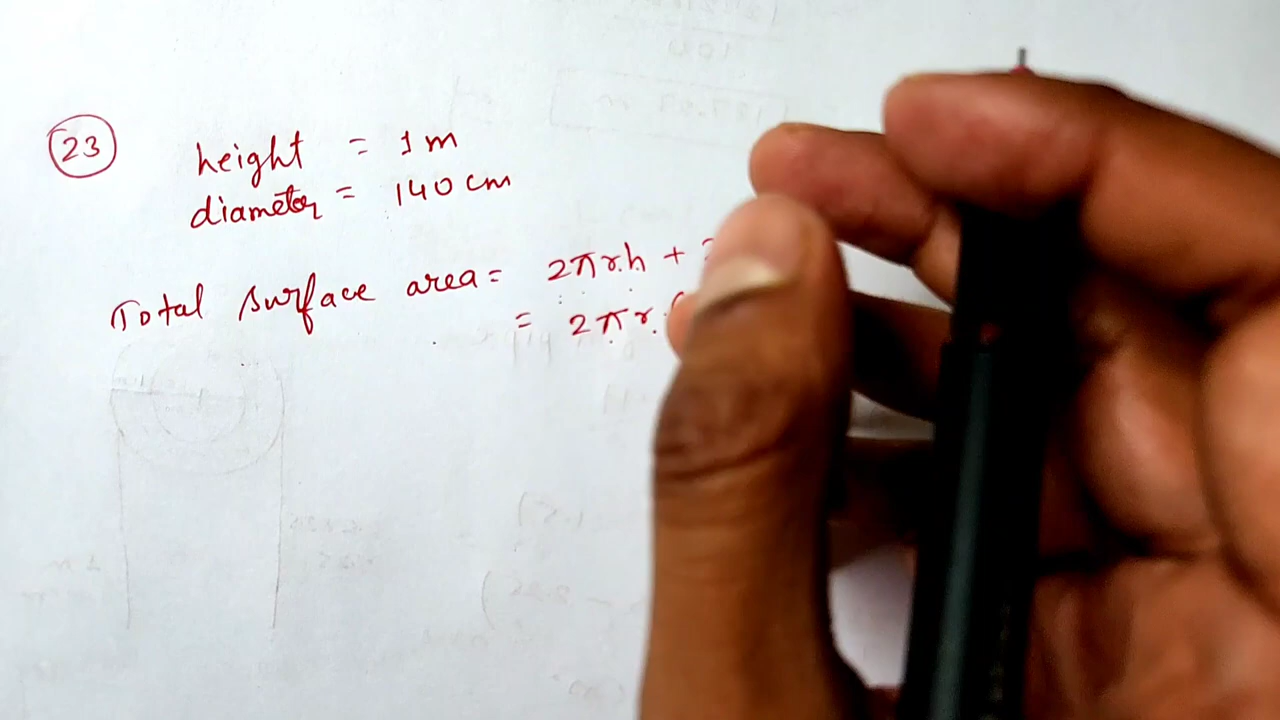 23
height = 1 m
diameter = 140 cm
Total surface area = 2πr.h +
= 2πr.(